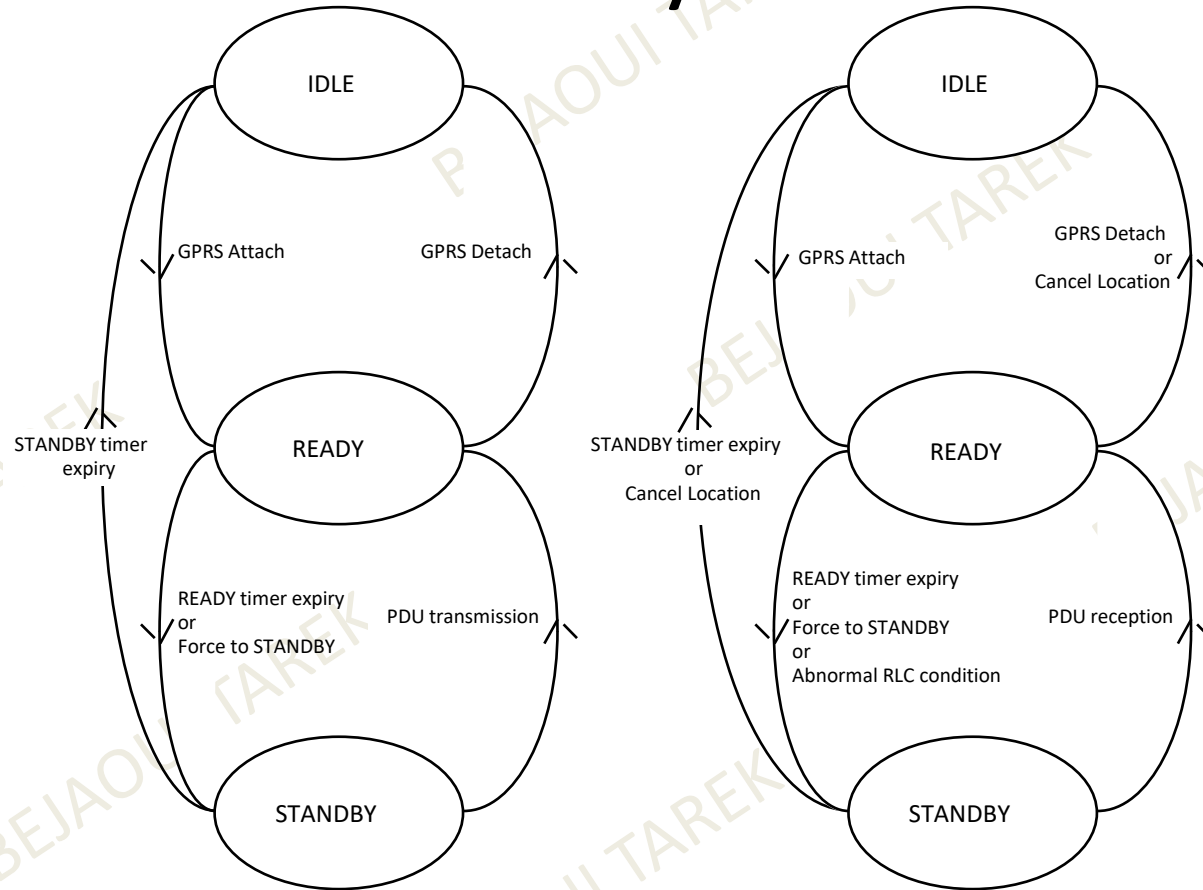 IDLE
GPRS Attach
GPRS Detach
STANDBY timer
expiry
READY
READY timer expiry
or
Force to STANDBY
PDU transmission
STANDBY
IDLE
GPRS Attach
GPRS Detach
or
Cancel Location
STANDBY timer expiry
or
Cancel Location
READY
READY timer expiry
or
Force to STANDBY
or
Abnormal RLC condition
PDU reception
STANDBY